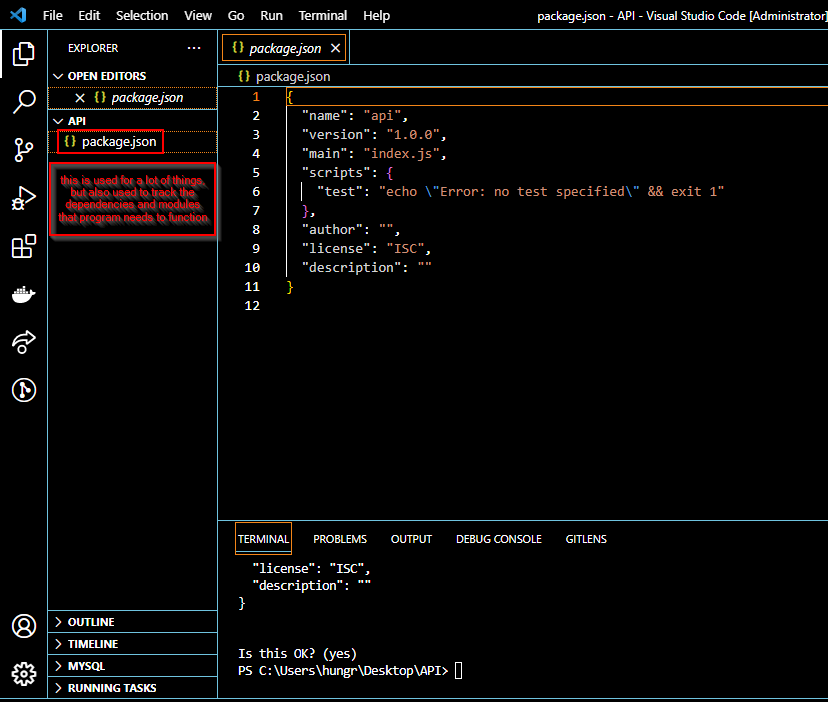 File Edit Selection View Go Run Terminal Help
package.json - API - Visual Studio Code [Administrator]
EXPLORER ...
OPEN EDITORS
{} package.json
API
{} package.json
this is used for a lot of things,
but also used to track the
dependencies and modules
that program needs to function
OUTLINE
TIMELINE
MYSQL
RUNNING TASKS
{} package.json
{} package.json
1 {
2 "name": "api",
3 "version": "1.0.0",
4 "main": "index.js",
5 "scripts": {
6 "test": "echo \"Error: no test specified\" && exit 1"
7 },
8 "author": "",
9 "license": "ISC",
10 "description": ""
11 }
12
TERMINAL PROBLEMS OUTPUT DEBUG CONSOLE GITLENS
"license": "ISC",
"description": ""
}
Is this OK? (yes)
PS C:\Users\hungr\Desktop\API>